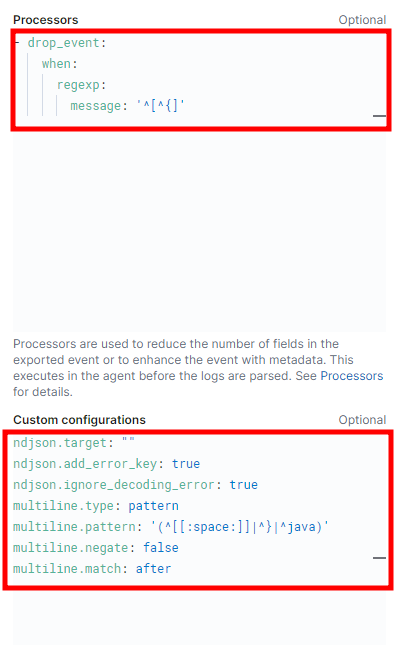 Processors Optional
- drop_event:
when:
regexp:
message: '^[^{]'
Processors are used to reduce the number of fields in the
exported event or to enhance the event with metadata. This
executes in the agent before the logs are parsed. See Processors
for details.
Custom configurations Optional
ndjson.target: ""
ndjson.add_error_key: true
ndjson.ignore_decoding_error: true
multiline.type: pattern
multiline.pattern: '(^[[:space:]]|^}|^java)'
multiline.negate: false
multiline.match: after